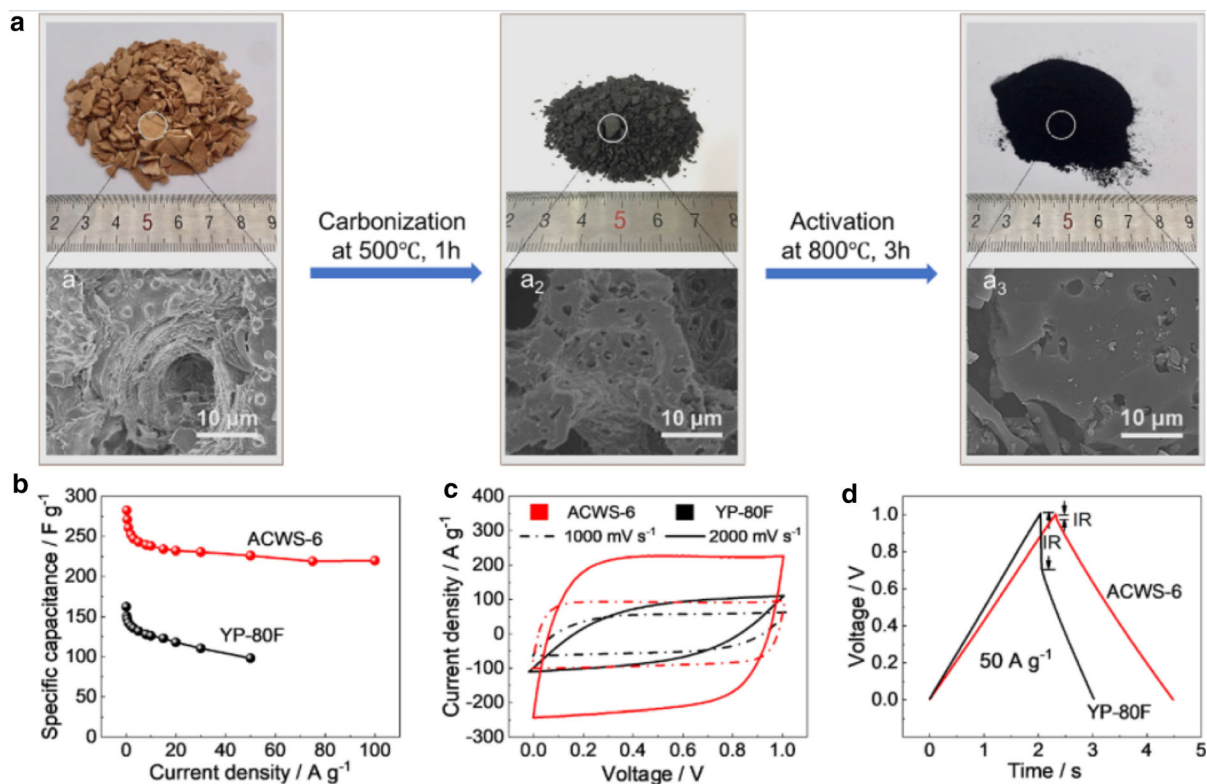 a
2 3 4 5 6 7 8 9
2 3 4 5 6 7 8
2 3 4 5 6 7 8 9
Carbonization
at 500℃, 1h
Activation
at 800℃, 3h
a
a2
a3
10 μm
10 μm
10 μm
b
300
250
200
150
100
50
0
Specific capacitance / F g-1
ACWS-6
YP-80F
0 20 40 60 80 100
Current density / A g-1
c
400
300
200
100
0
-100
-200
-300
Current density / A g-1
ACWS-6 YP-80F
1000 mV s-1 2000 mV s-1
0.0 0.2 0.4 0.6 0.8 1.0
Voltage / V
d
1.0
0.8
0.6
0.4
0.2
0.0
Voltage / V
IR
IR
ACWS-6
50 A g-1
YP-80F
0 1 2 3 4 5
Time / s